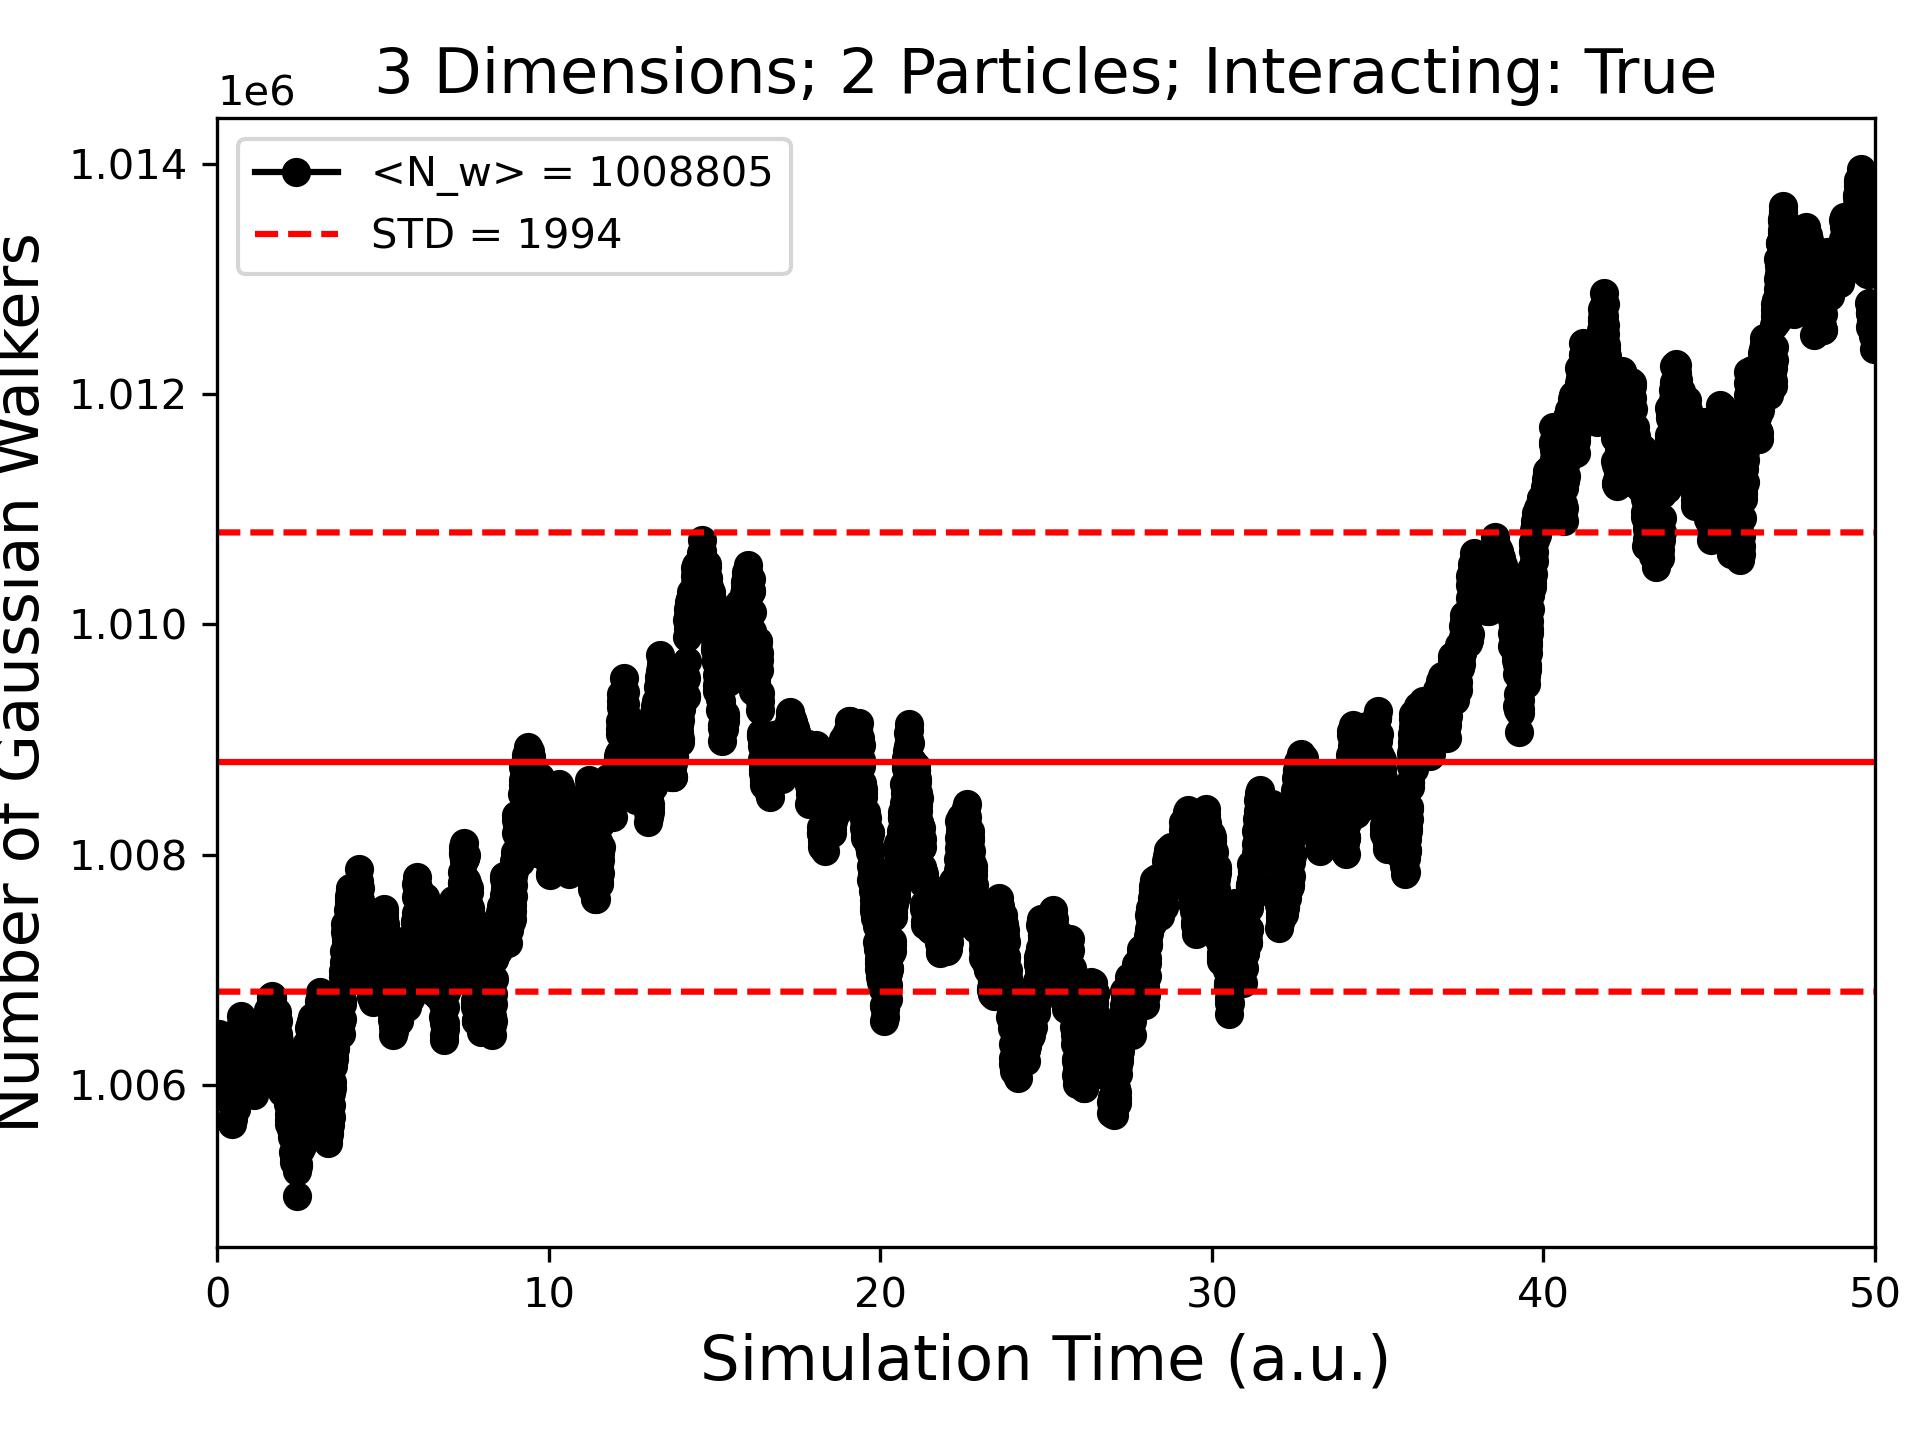 3 Dimensions; 2 Particles; Interacting: True
1e6
<N_w> = 1008805
STD = 1994
1.014
1.012
1.010
1.008
1.006
Number of Gaussian Walkers
0 10 20 30 40 50
Simulation Time (a.u.)